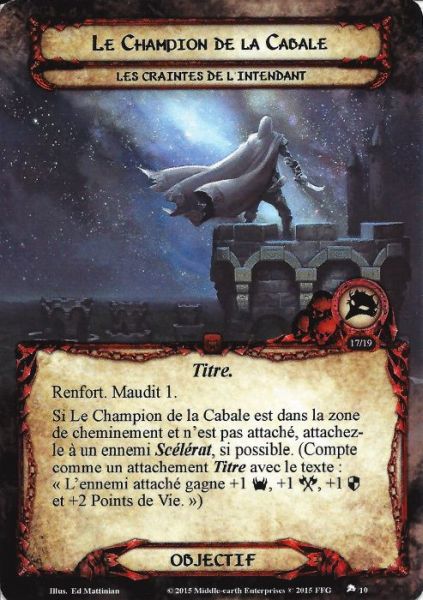 Le Champion de la Cabale
LES CRAINTES DE L'INTENDANT
17/19
Titre.
Renfort. Maudit 1.
Si Le Champion de la Cabale est dans la zone
de cheminement et n'est pas attaché, attachez-
le à un ennemi Scélérat, si possible. (Compte
comme un attachement Titre avec le texte :
« L'ennemi attaché gagne +1 , +1 , +1
et +2 Points de Vie. »)
OBJECTIF
Illus. Ed Mattinian
© 2015 Middle-earth Enterprises ® 2015 FFG
10